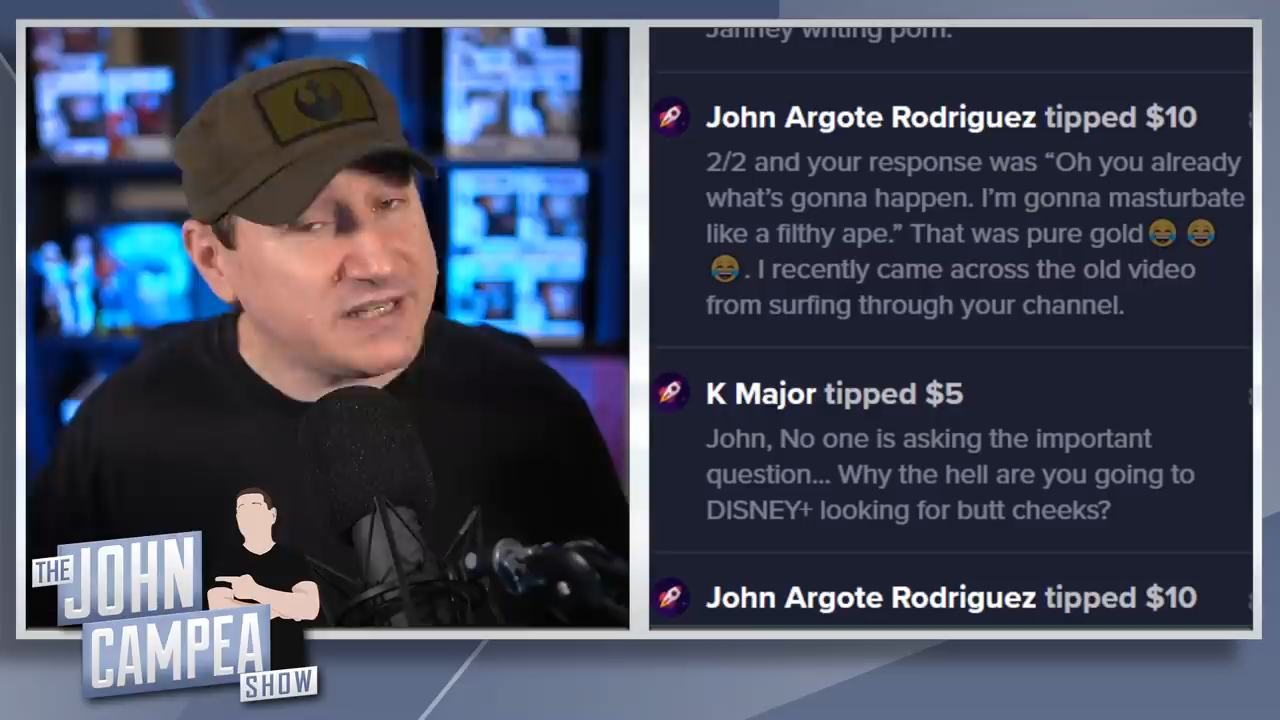 Janney writing porn.
John Argote Rodriguez tipped $10
2/2 and your response was “Oh you already
what’s gonna happen. I’m gonna masturbate
like a filthy ape.” That was pure gold😂 😂
😂. I recently came across the old video
from surfing through your channel.
K Major tipped $5
John, No one is asking the important
question... Why the hell are you going to
DISNEY+ looking for butt cheeks?
John Argote Rodriguez tipped $10
THE
JOHN
CAMPEA
SHOW